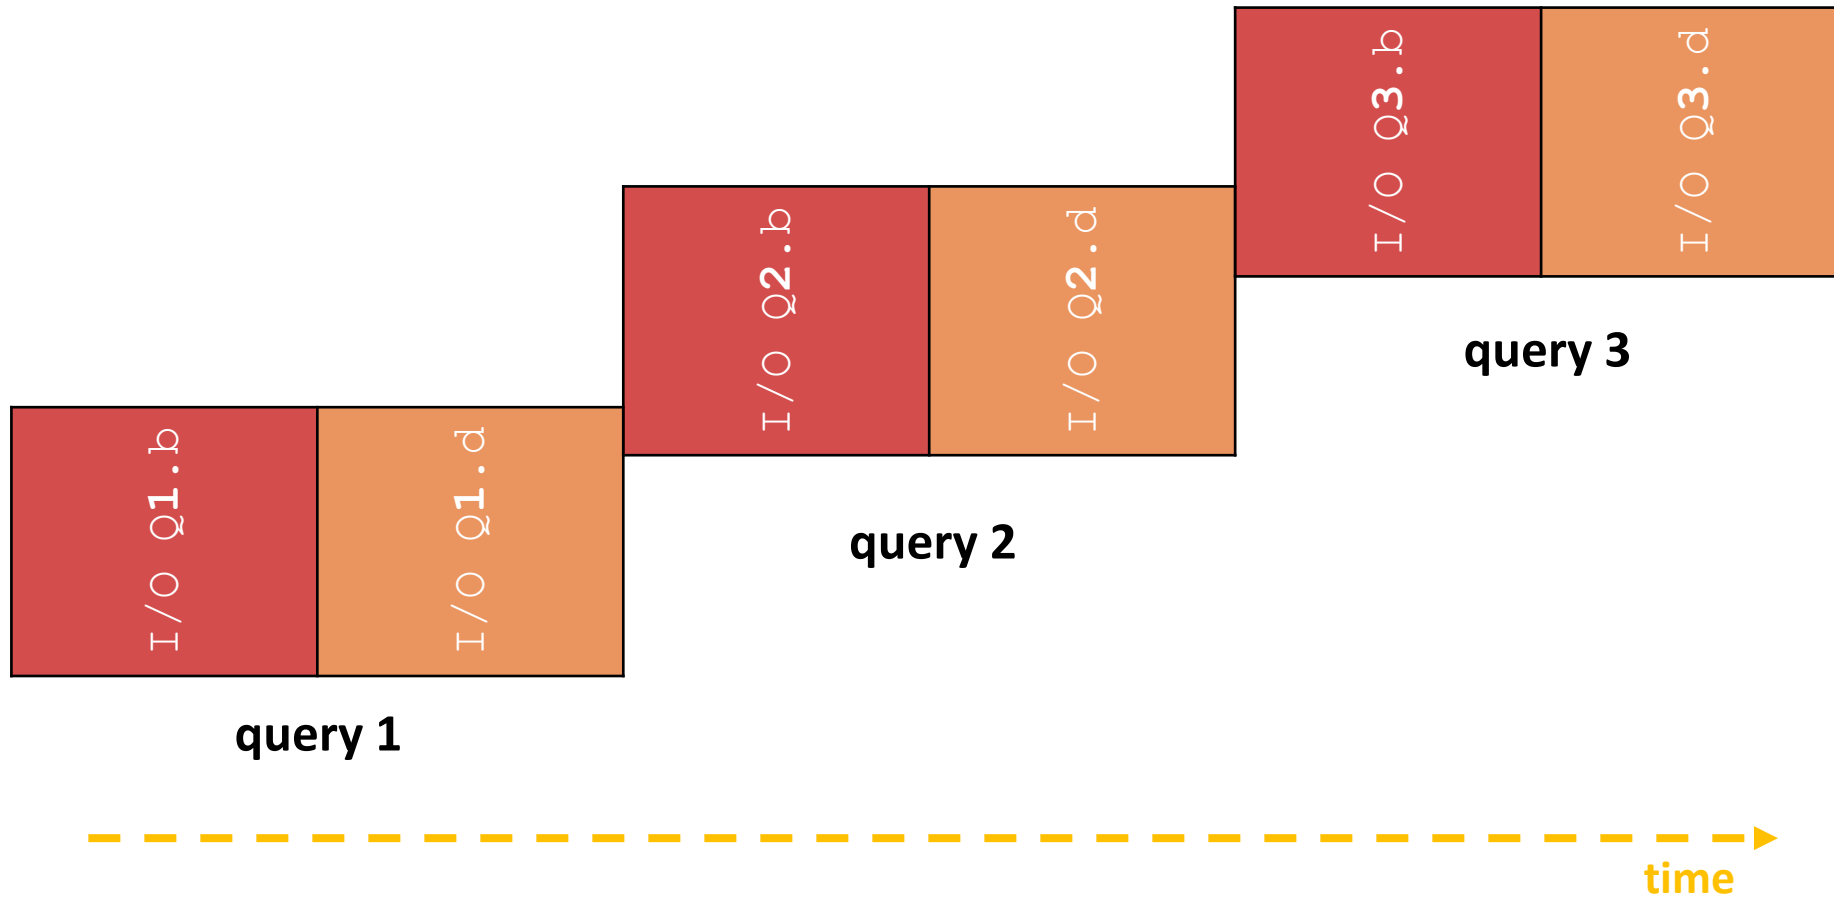 I/O Q1.b
I/O Q1.d
query 1
I/O Q2.b
I/O Q2.d
query 2
I/O Q3.b
I/O Q3.d
query 3
time